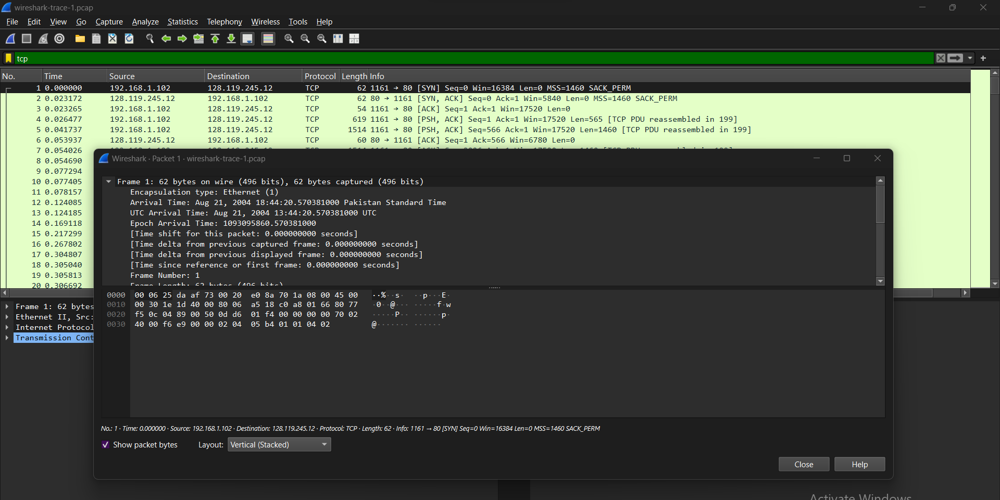 wireshark-trace-1.pcap
File Edit View Go Capture Analyze Statistics Telephony Wireless Tools Help
tcp
No. Time Source Destination Protocol Length Info
1 0.000000 192.168.1.102 128.119.245.12 TCP 62 1161 → 80 [SYN] Seq=0 Win=16384 Len=0 MSS=1460 SACK_PERM
2 0.023172 128.119.245.12 192.168.1.102 TCP 62 80 → 1161 [SYN, ACK] Seq=0 Ack=1 Win=5840 Len=0 MSS=1460 SACK_PERM
3 0.023265 192.168.1.102 128.119.245.12 TCP 54 1161 → 80 [ACK] Seq=1 Ack=1 Win=17520 Len=0
4 0.026477 192.168.1.102 128.119.245.12 TCP 619 1161 → 80 [PSH, ACK] Seq=1 Ack=1 Win=17520 Len=565 [TCP PDU reassembled in 199]
5 0.041737 192.168.1.102 128.119.245.12 TCP 1514 1161 → 80 [PSH, ACK] Seq=566 Ack=1 Win=17520 Len=1460 [TCP PDU reassembled in 199]
6 0.053937 128.119.245.12 192.168.1.102 TCP 60 80 → 1161 [ACK] Seq=1 Ack=566 Win=6780 Len=0
7 0.054026
8 0.054690
9 0.077294
10 0.077405
11 0.078157
12 0.124085
13 0.124185
14 0.169118
15 0.217299
16 0.267802
17 0.304807
18 0.305040
19 0.305813
20 0.306692
Frame 1: 62 bytes
Ethernet II, Src:
Internet Protocol
Transmission Cont
Wireshark · Packet 1 · wireshark-trace-1.pcap
Frame 1: 62 bytes on wire (496 bits), 62 bytes captured (496 bits)
Encapsulation type: Ethernet (1)
Arrival Time: Aug 21, 2004 18:44:20.570381000 Pakistan Standard Time
UTC Arrival Time: Aug 21, 2004 13:44:20.570381000 UTC
Epoch Arrival Time: 1093095860.570381000
[Time shift for this packet: 0.000000000 seconds]
[Time delta from previous captured frame: 0.000000000 seconds]
[Time delta from previous displayed frame: 0.000000000 seconds]
[Time since reference or first frame: 0.000000000 seconds]
Frame Number: 1
Frame Length: 62 bytes (496 bits)
0000 00 06 25 da af 73 00 20 e0 8a 70 1a 08 00 45 00 ··%··s· ··p···E·
0010 00 30 1e 1d 40 00 80 06 a5 18 c0 a8 01 66 80 77 ·0··@··· ·····f·w
0020 f5 0c 04 89 00 50 0d d6 01 f4 00 00 00 00 70 02 ·····P·· ······p·
0030 40 00 f6 e9 00 00 02 04 05 b4 01 01 04 02 @······· ······
No.: 1 · Time: 0.000000 · Source: 192.168.1.102 · Destination: 128.119.245.12 · Protocol: TCP · Length: 62 · Info: 1161 → 80 [SYN] Seq=0 Win=16384 Len=0 MSS=1460 SACK_PERM
Show packet bytes Layout: Vertical (Stacked)
Close Help
Activate Windows